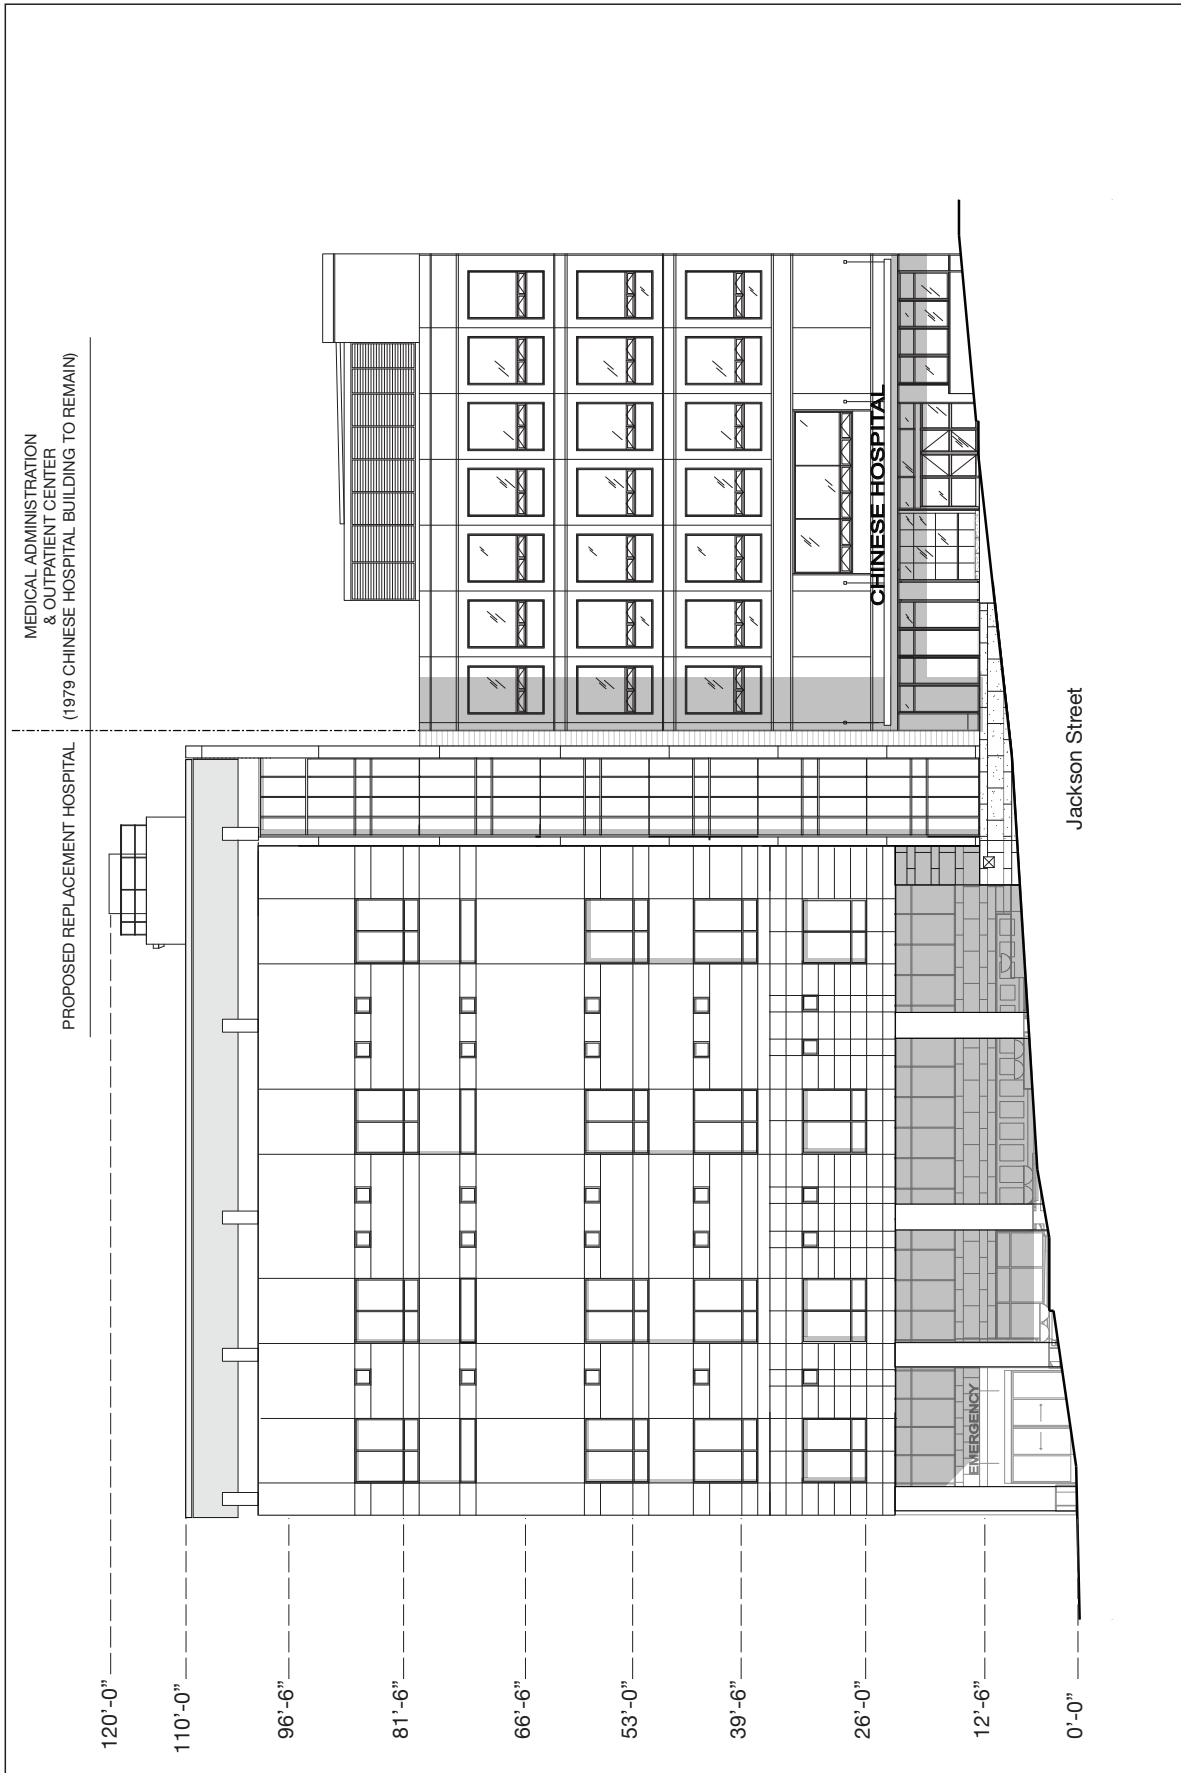 MEDICAL ADMINISTRATION
& OUTPATIENT CENTER
PROPOSED REPLACEMENT HOSPITAL
(1979 CHINESE HOSPITAL BUILDING TO REMAIN)
120'-0"
110'-0"
96'-6"
81'-6"
66'-6"
53'-0"
39'-6"
26'-0"
12'-6"
0'-0"
CHINESE HOSPITAL
EMERGENCY
Jackson Street